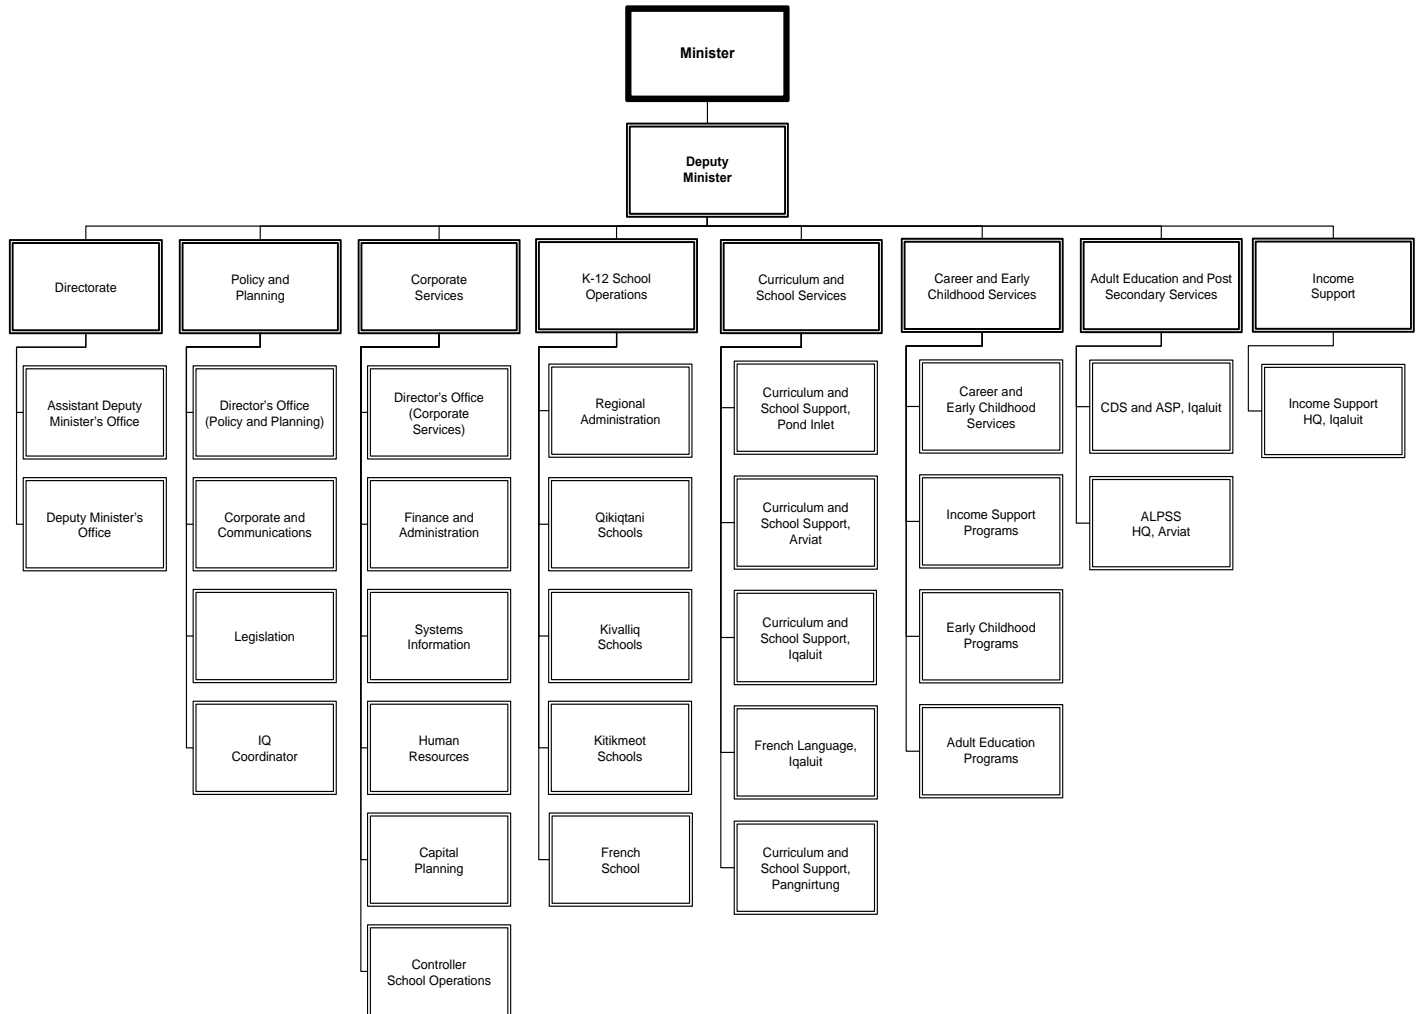 Minister
Deputy
Minister
Directorate
Policy and
Planning
Corporate
Services
K-12 School
Operations
Curriculum and
School Services
Career and Early
Childhood Services
Adult Education and Post
Secondary Services
Income
Support
Assistant Deputy
Minister's Office
Deputy Minister's
Office
Director's Office
(Policy and Planning)
Corporate and
Communications
Legislation
IQ
Coordinator
Director's Office
(Corporate
Services)
Finance and
Administration
Systems
Information
Human
Resources
Capital
Planning
Controller
School Operations
Regional
Administration
Qikiqtani
Schools
Kivalliq
Schools
Kitikmeot
Schools
French
School
Curriculum and
School Support,
Pond Inlet
Curriculum and
School Support,
Arviat
Curriculum and
School Support,
Iqaluit
French Language,
Iqaluit
Curriculum and
School Support,
Pangnirtung
Career and
Early Childhood
Services
Income Support
Programs
Early Childhood
Programs
Adult Education
Programs
CDS and ASP, Iqaluit
ALPSS
HQ, Arviat
Income Support
HQ, Iqaluit